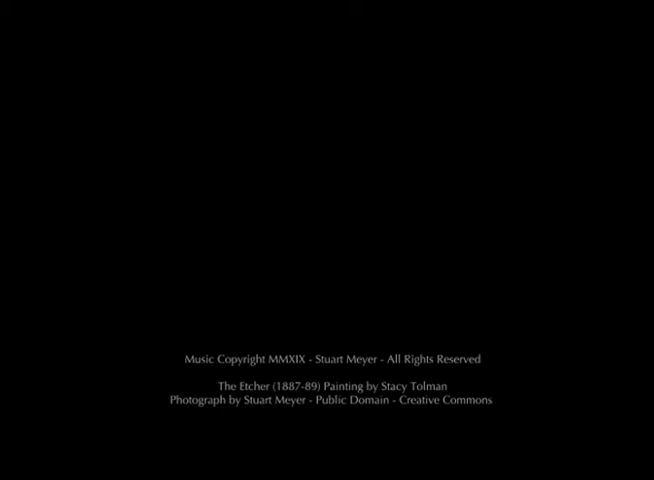 Music Copyright MMXIX - Stuart Meyer - All Rights Reserved
The Etcher (1887-89) Painting by Stacy Tolman
Photograph by Stuart Meyer - Public Domain - Creative Commons